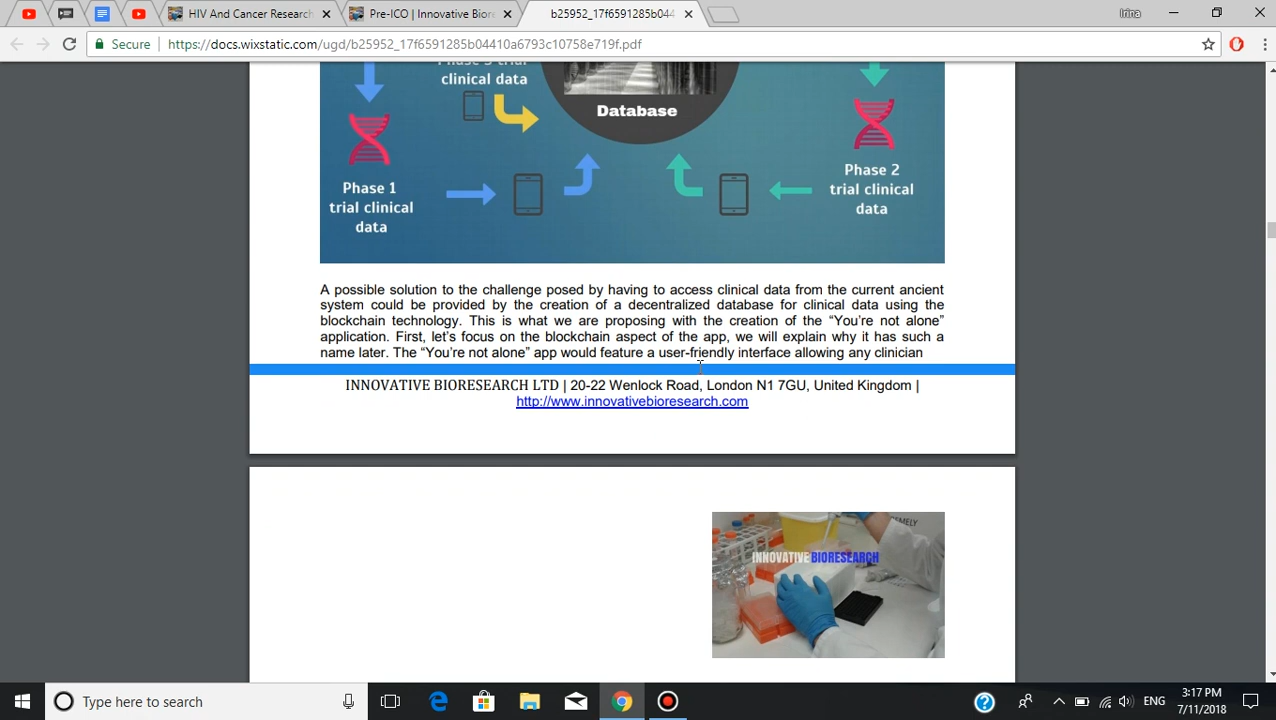 HIV And Cancer Research
Pre-ICO | Innovative Biore
b25952_17f6591285b044
Irina
Secure
https://docs.wixstatic.com/ugd/b25952_17f6591285b04410a6793c10758e719f.pdf
clinical data
Database
Phase 1
trial clinical
data
Phase 2
trial clinical
data
A possible solution to the challenge posed by having to access clinical data from the current ancient
system could be provided by the creation of a decentralized database for clinical data using the
blockchain technology. This is what we are proposing with the creation of the “You’re not alone”
application. First, let’s focus on the blockchain aspect of the app, we will explain why it has such a
name later. The “You’re not alone” app would feature a user-friendly interface allowing any clinician
INNOVATIVE BIORESEARCH LTD | 20-22 Wenlock Road, London N1 7GU, United Kingdom |
http://www.innovativebioresearch.com
INNOVATIVE BIORESEARCH
Type here to search
ENG
3:17 PM
7/11/2018